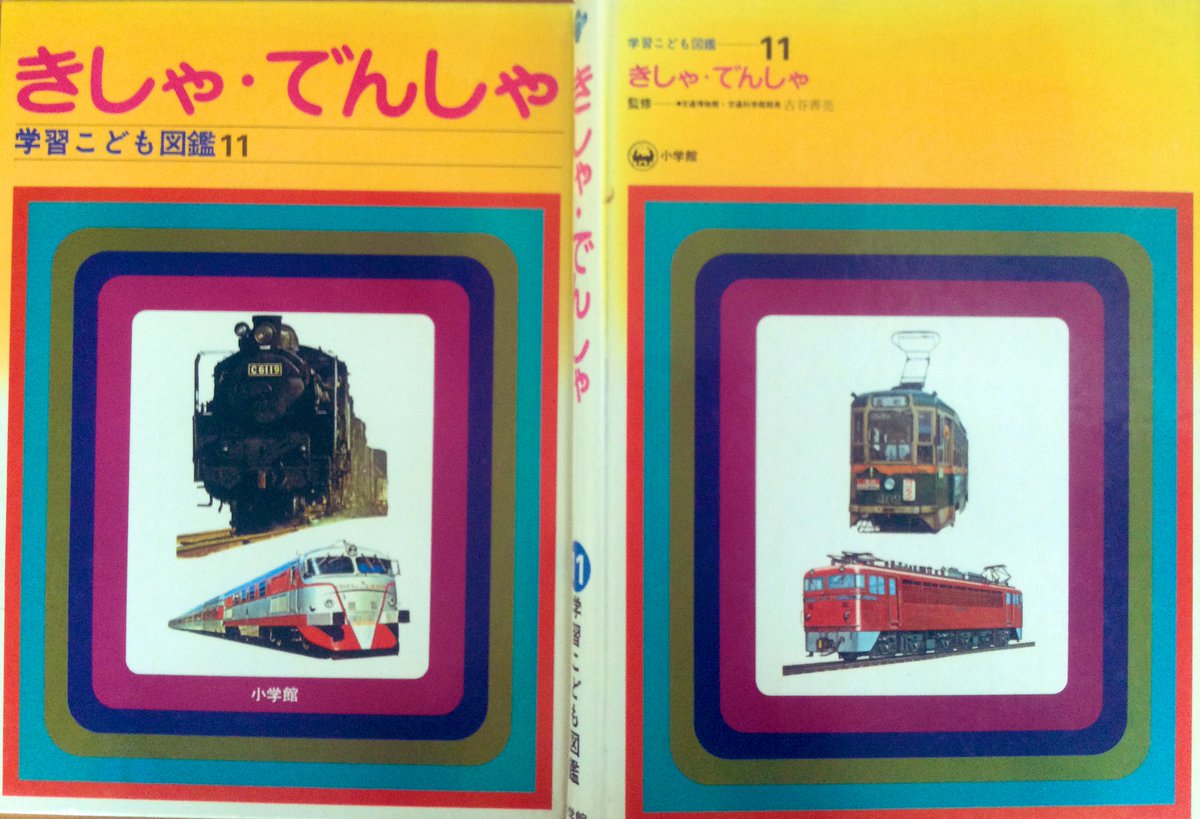 きしゃ・でんしゃ
学習こども図鑑11
C6119
小学館
きしゃ・でんしゃ
学習こども図鑑
学習こども図鑑 11
きしゃ・でんしゃ
監修
小学館